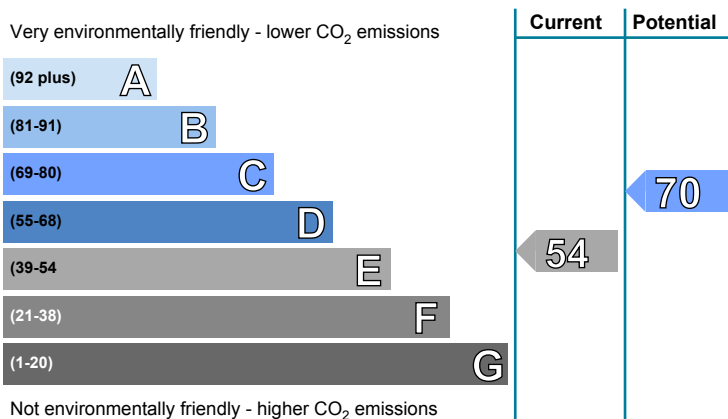 Current Potential
Very environmentally friendly - lower CO2 emissions
(92 plus) A
(81-91) B
(69-80) C
70
(55-68) D
54
(39-54 E
(21-38) F
(1-20) G
Not environmentally friendly - higher CO2 emissions